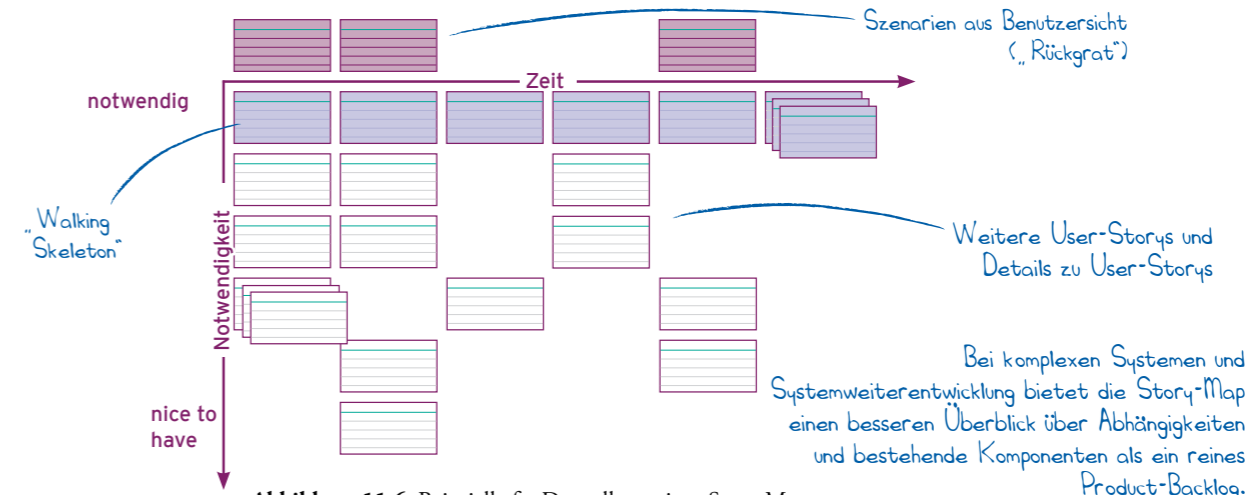 Szenarien aus Benutzersicht
(„Rückgrat“)
Zeit
notwendig
„Walking
Skeleton“
Notwendigkeit
Weitere User-Storys und
Details zu User-Storys
nice to
have
Bei komplexen Systemen und
Systemweiterentwicklung bietet die Story-Map
einen besseren Überblick über Abhängigkeiten
und bestehende Komponenten als ein reines
Product-Backlog.